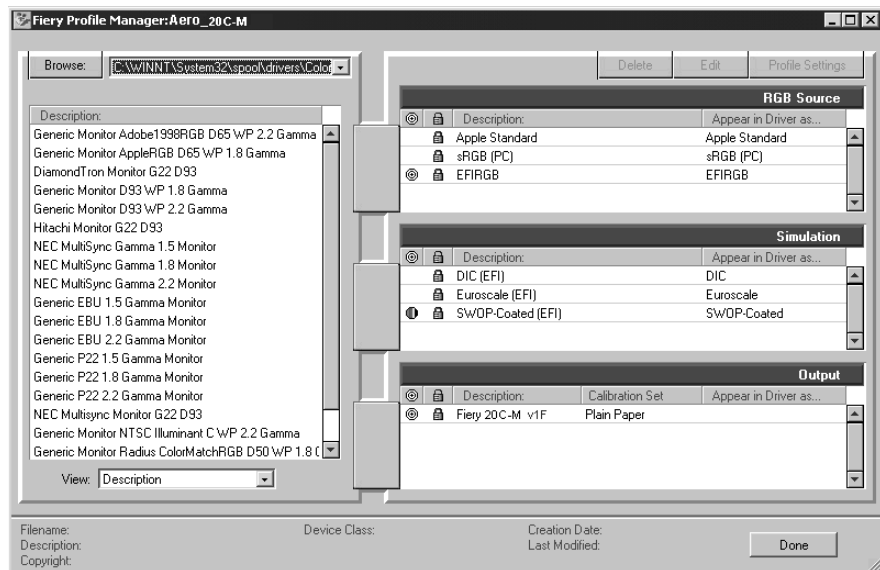 Fiery Profile Manager:Aero_20C-M
Browse:
C:\WINNT\System32\spool\drivers\Color
Delete
Edit
Profile Settings
Description:
Generic Monitor Adobe1998RGB D65 WP 2.2 Gamma
Generic Monitor AppleRGB D65 WP 1.8 Gamma
DiamondTron Monitor G22 D93
Generic Monitor D93 WP 1.8 Gamma
Generic Monitor D93 WP 2.2 Gamma
Hitachi Monitor G22 D93
NEC MultiSync Gamma 1.5 Monitor
NEC MultiSync Gamma 1.8 Monitor
NEC MultiSync Gamma 2.2 Monitor
Generic EBU 1.5 Gamma Monitor
Generic EBU 1.8 Gamma Monitor
Generic EBU 2.2 Gamma Monitor
Generic P22 1.5 Gamma Monitor
Generic P22 1.8 Gamma Monitor
Generic P22 2.2 Gamma Monitor
NEC Multisync Monitor G22 D93
Generic Monitor NTSC Illuminant C WP 2.2 Gamma
Generic Monitor Radius ColorMatchRGB D50 WP 1.8 (
View: Description
RGB Source
Description: Appear in Driver as...
Apple Standard Apple Standard
sRGB (PC) sRGB (PC)
EFIRGB EFIRGB
Simulation
Description: Appear in Driver as...
DIC (EFI) DIC
Euroscale (EFI) Euroscale
SWOP-Coated (EFI) SWOP-Coated
Output
Description: Calibration Set Appear in Driver as...
Fiery 20C-M v1F Plain Paper
Filename: Device Class: Creation Date:
Description: Last Modified:
Copyright:
Done